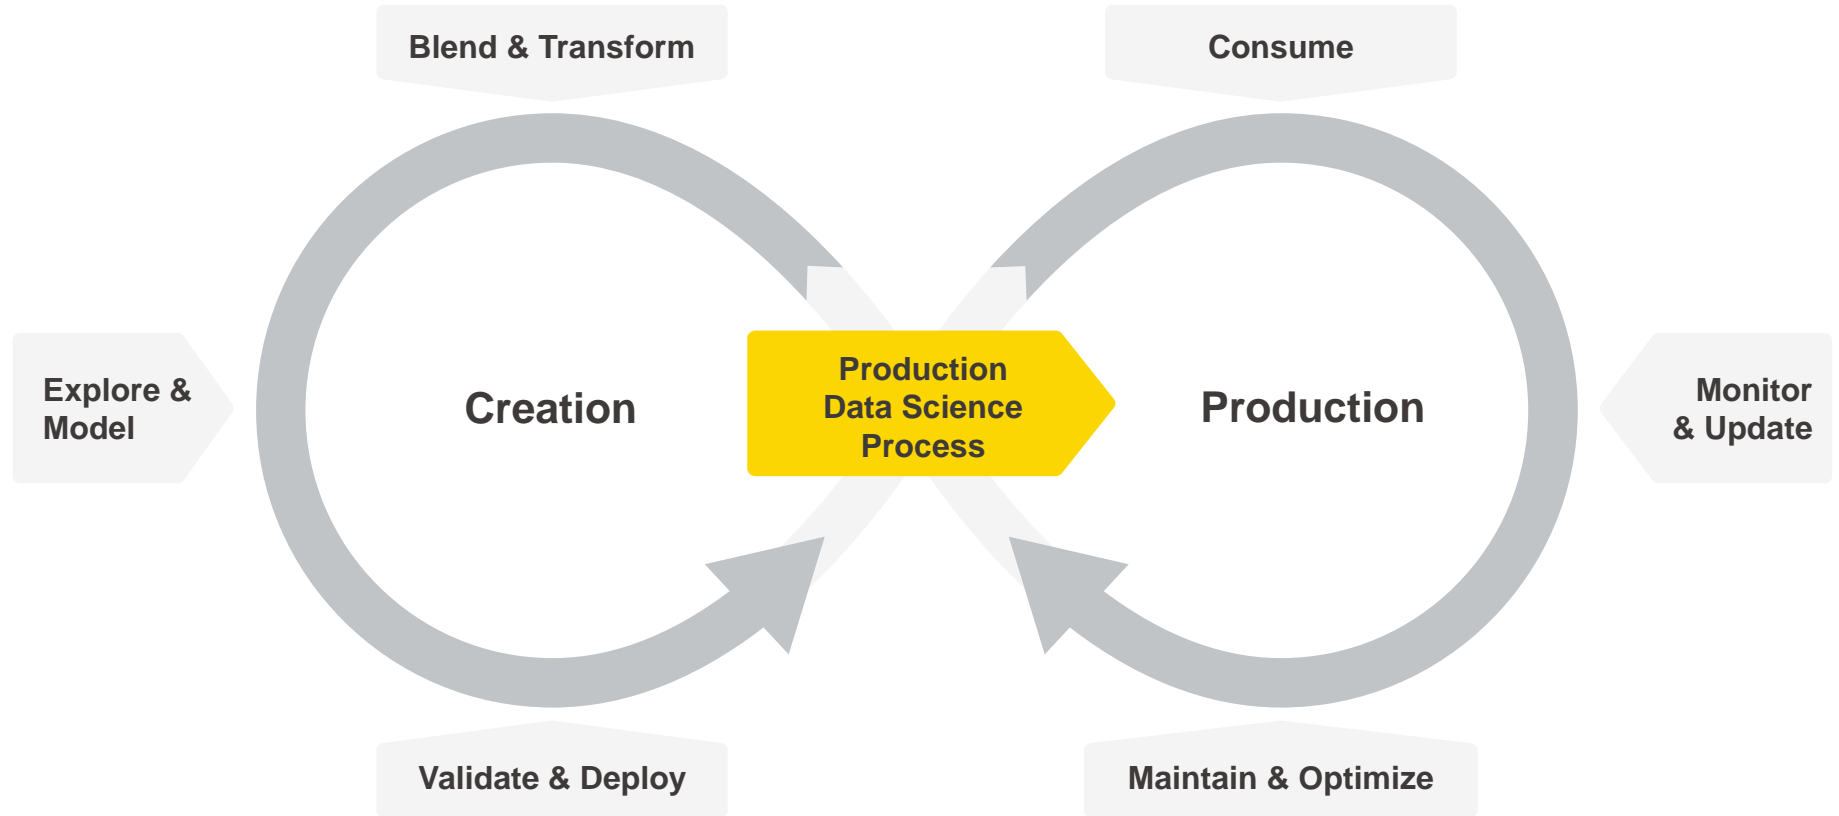 Blend & Transform
Consume
Explore &
Model
Creation
Production
Data Science
Process
Production
Monitor
& Update
Validate & Deploy
Maintain & Optimize